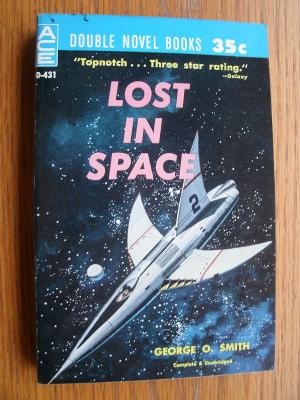 ACE
DOUBLE NOVEL BOOKS 35c
D-431
"Topnotch... Three star rating."
—Galaxy
LOST
IN
SPACE
2
GEORGE O. SMITH
Complete & Unabridged